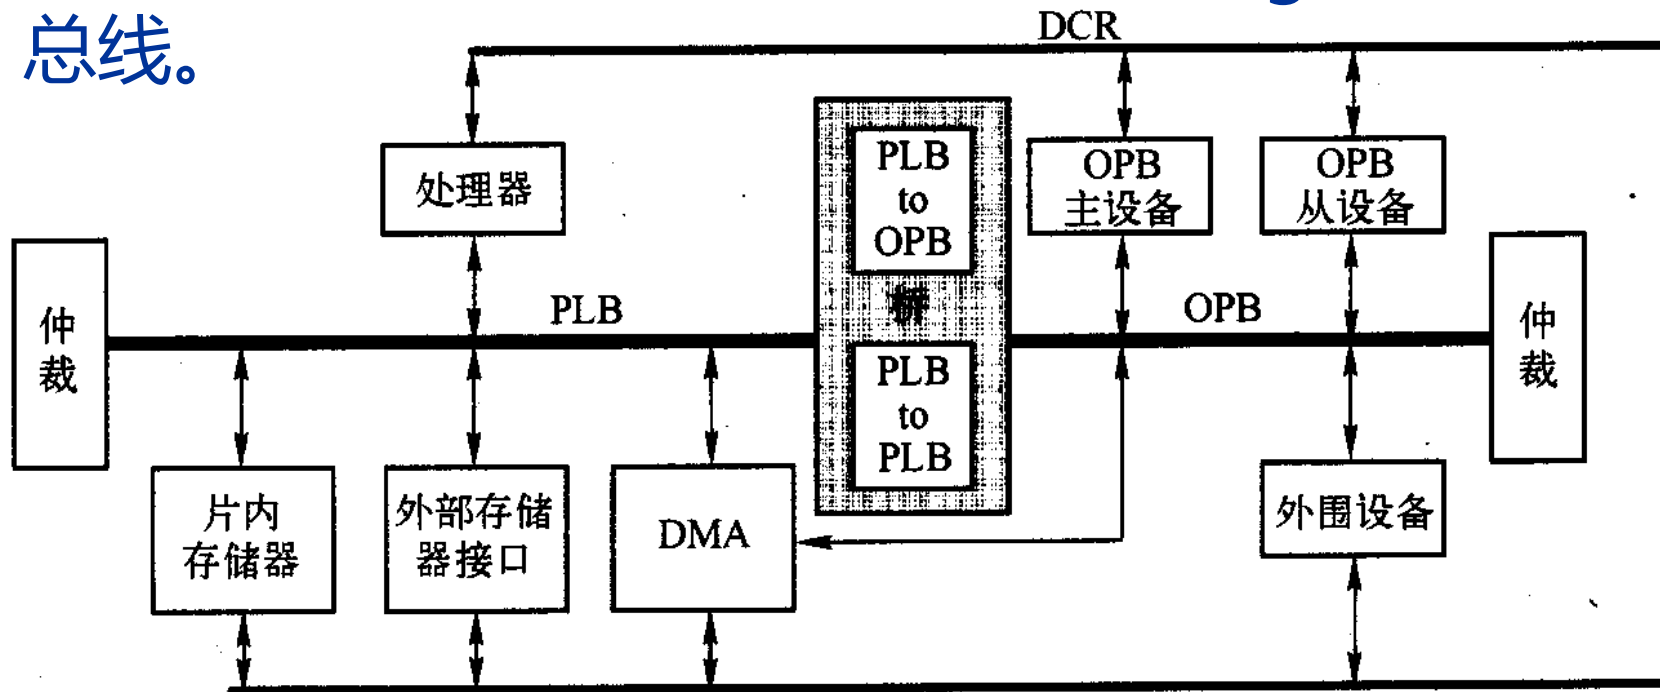 总线。
DCR
处理器
PLB
to
OPB
桥
PLB
to
PLB
OPB
主设备
OPB
从设备
仲
裁
PLB
OPB
仲
裁
片内
存储器
外部存储
器接口
DMA
外围设备